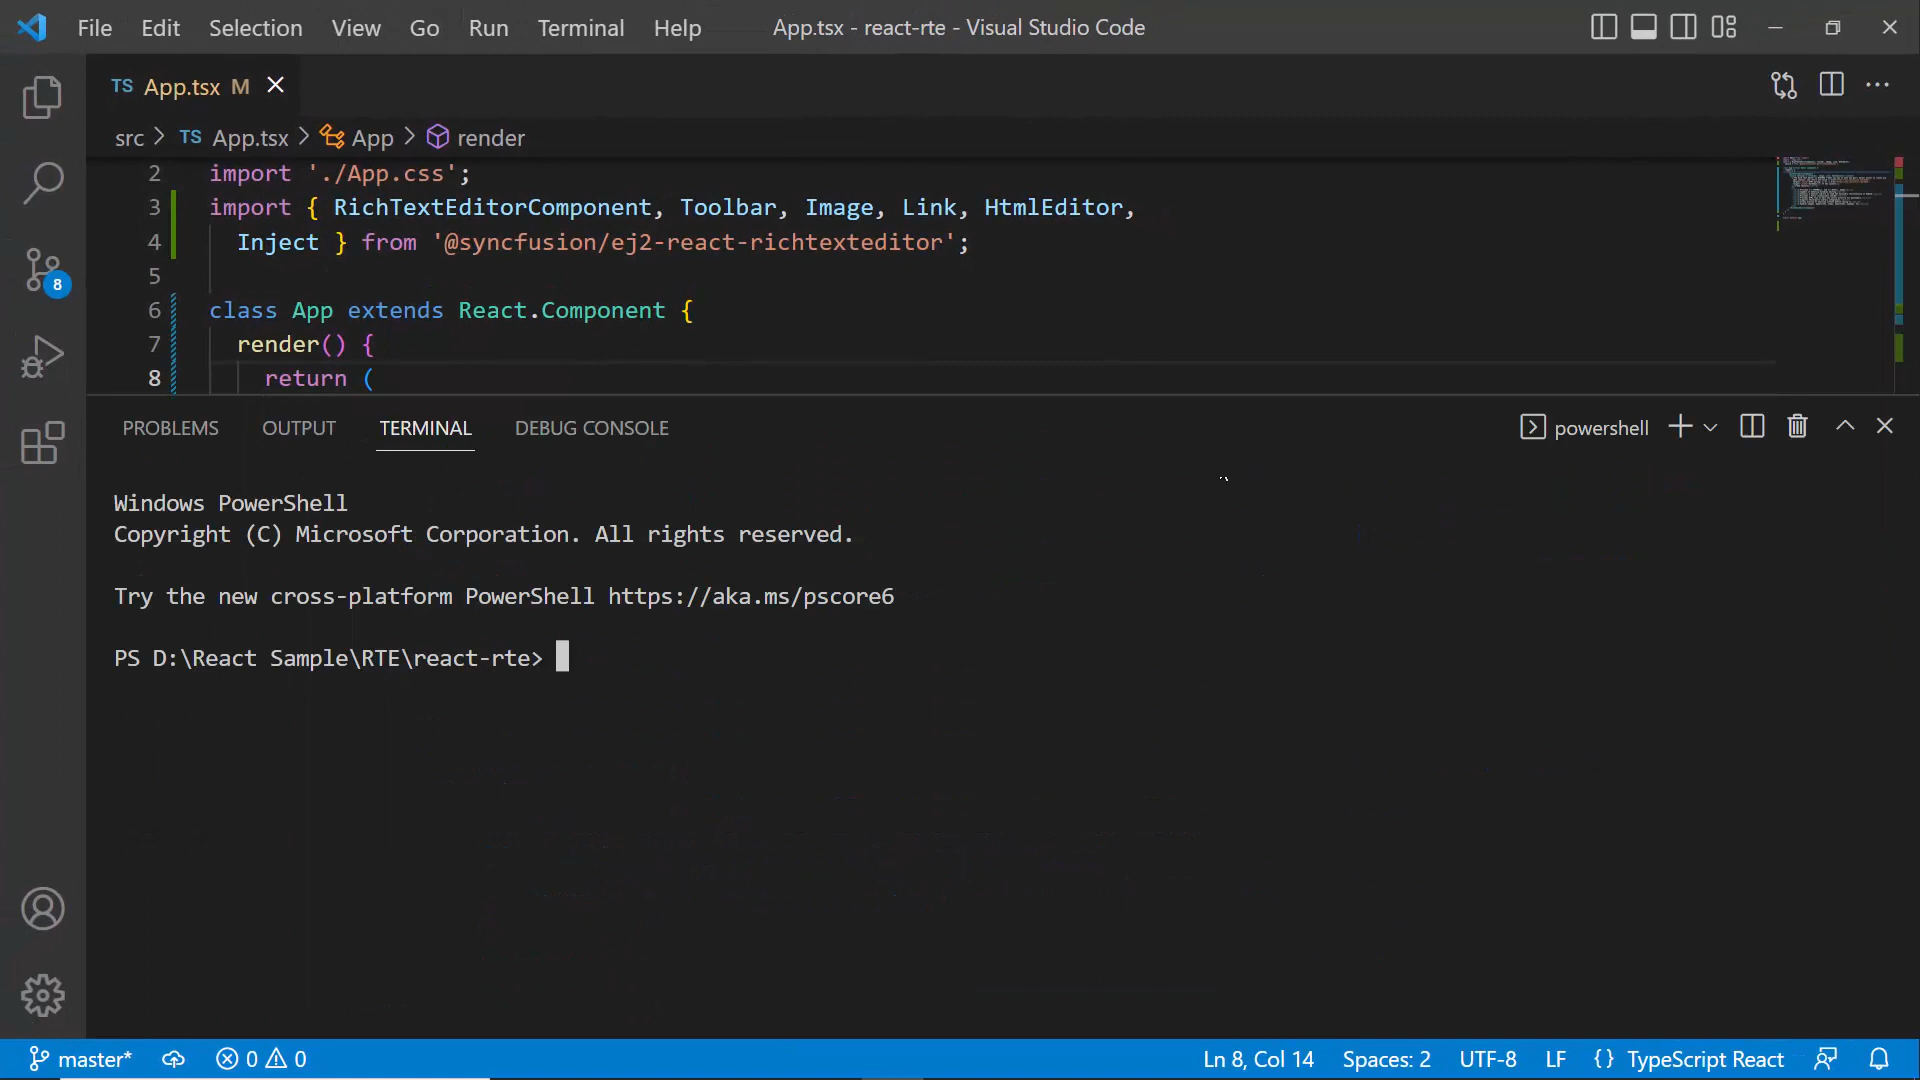 File Edit Selection View Go Run Terminal Help App.tsx - react-rte - Visual Studio Code
TS App.tsx M
src > TS App.tsx > App > render
2 import './App.css';
3 import { RichTextEditorComponent, Toolbar, Image, Link, HtmlEditor,
4 Inject } from '@syncfusion/ej2-react-richtexteditor';
5
6 class App extends React.Component {
7 render() {
8 return (
8
PROBLEMS OUTPUT TERMINAL DEBUG CONSOLE powershell
Windows PowerShell
Copyright (C) Microsoft Corporation. All rights reserved.
Try the new cross-platform PowerShell https://aka.ms/pscore6
PS D:\React Sample\RTE\react-rte>
master* 0 0 Ln 8, Col 14 Spaces: 2 UTF-8 LF {} TypeScript React